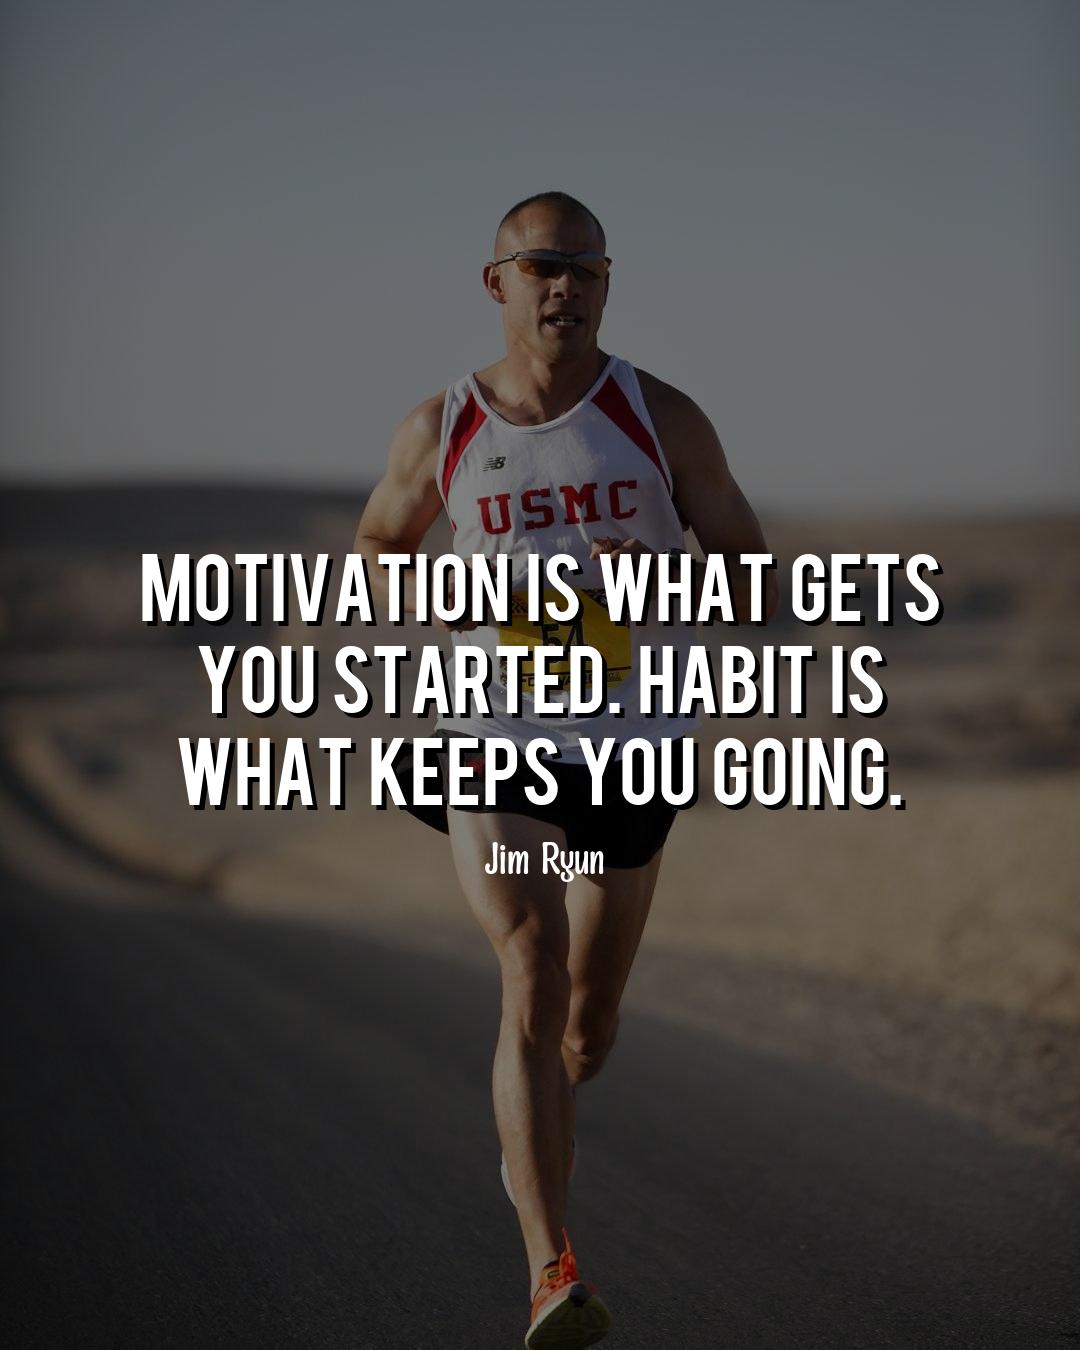 USMC
MOTIVATION IS WHAT GETS
YOU STARTED. HABIT IS
WHAT KEEPS YOU GOING.
Jim Ryun